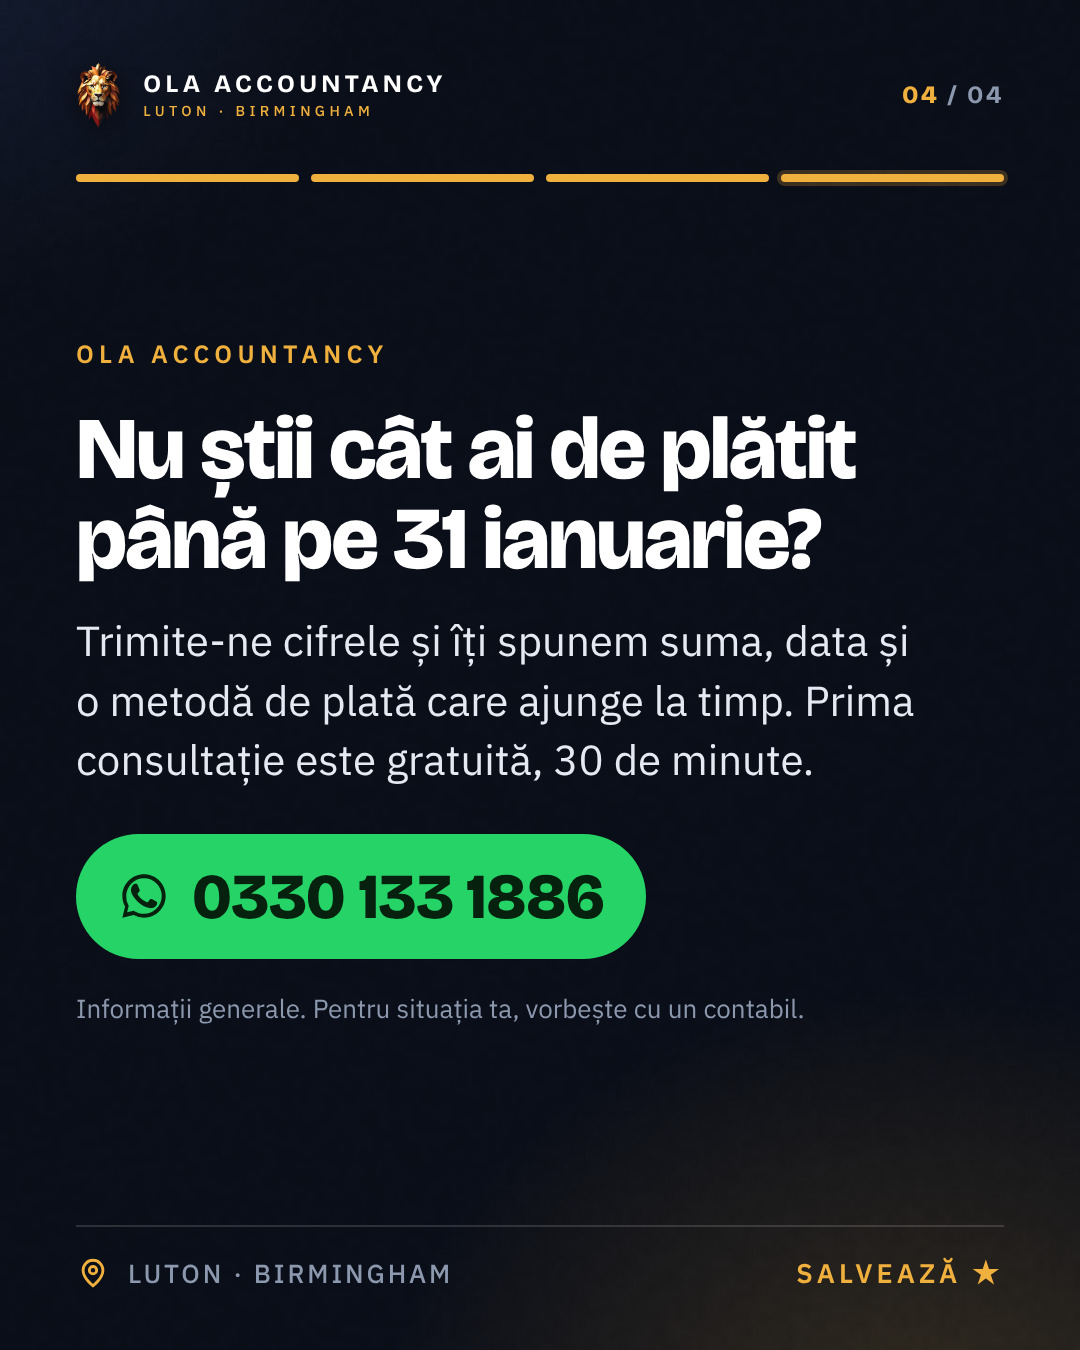 OLA ACCOUNTANCY
LUTON · BIRMINGHAM
04 / 04
OLA ACCOUNTANCY
Nu știi cât ai de plătit
până pe 31 ianuarie?
Trimite-ne cifrele și îți spunem suma, data și
o metodă de plată care ajunge la timp. Prima
consultație este gratuită, 30 de minute.
0330 133 1886
Informații generale. Pentru situația ta, vorbește cu un contabil.
LUTON · BIRMINGHAM
SALVEAZĂ ★